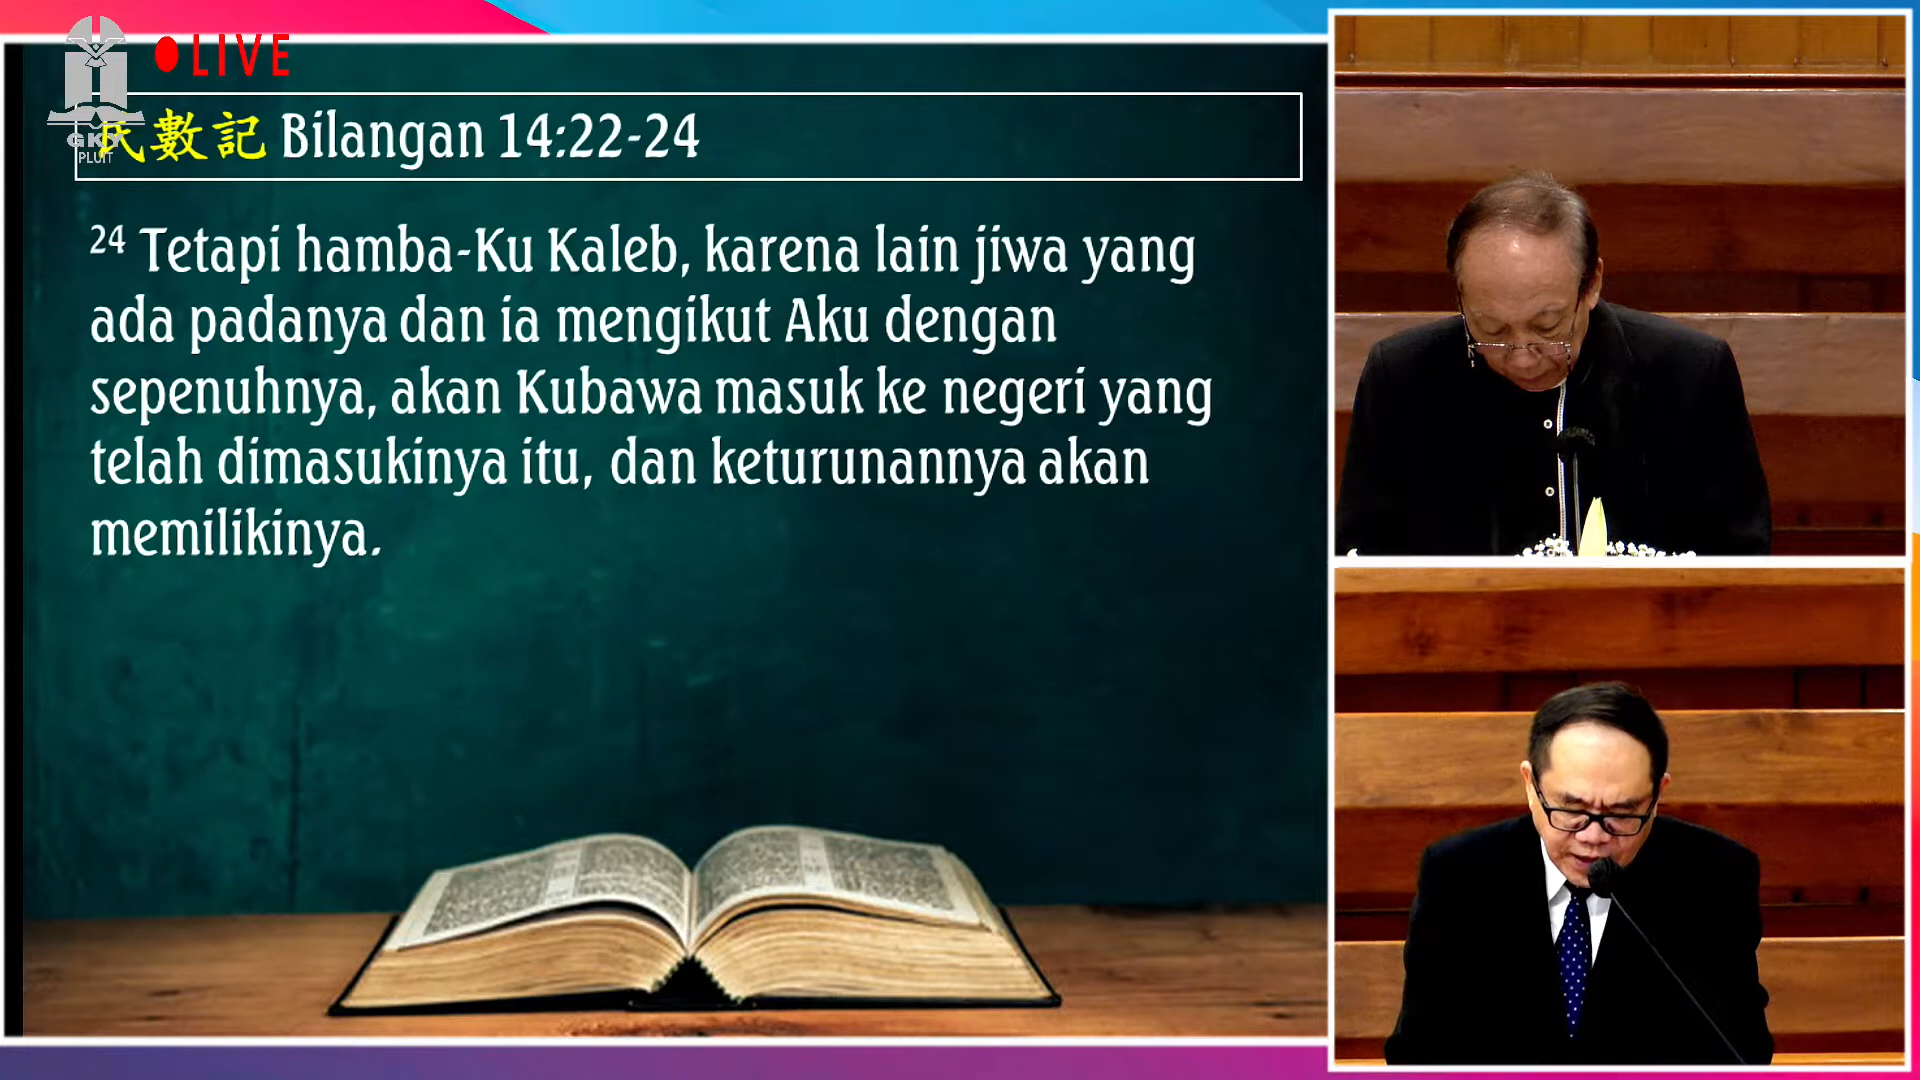 LIVE
GKY
PLUIT
民數記 Bilangan 14:22-24
24 Tetapi hamba-Ku Kaleb, karena lain jiwa yang
ada padanya dan ia mengikut Aku dengan
sepenuhnya, akan Kubawa masuk ke negeri yang
telah dimasukinya itu, dan keturunannya akan
memilikinya.